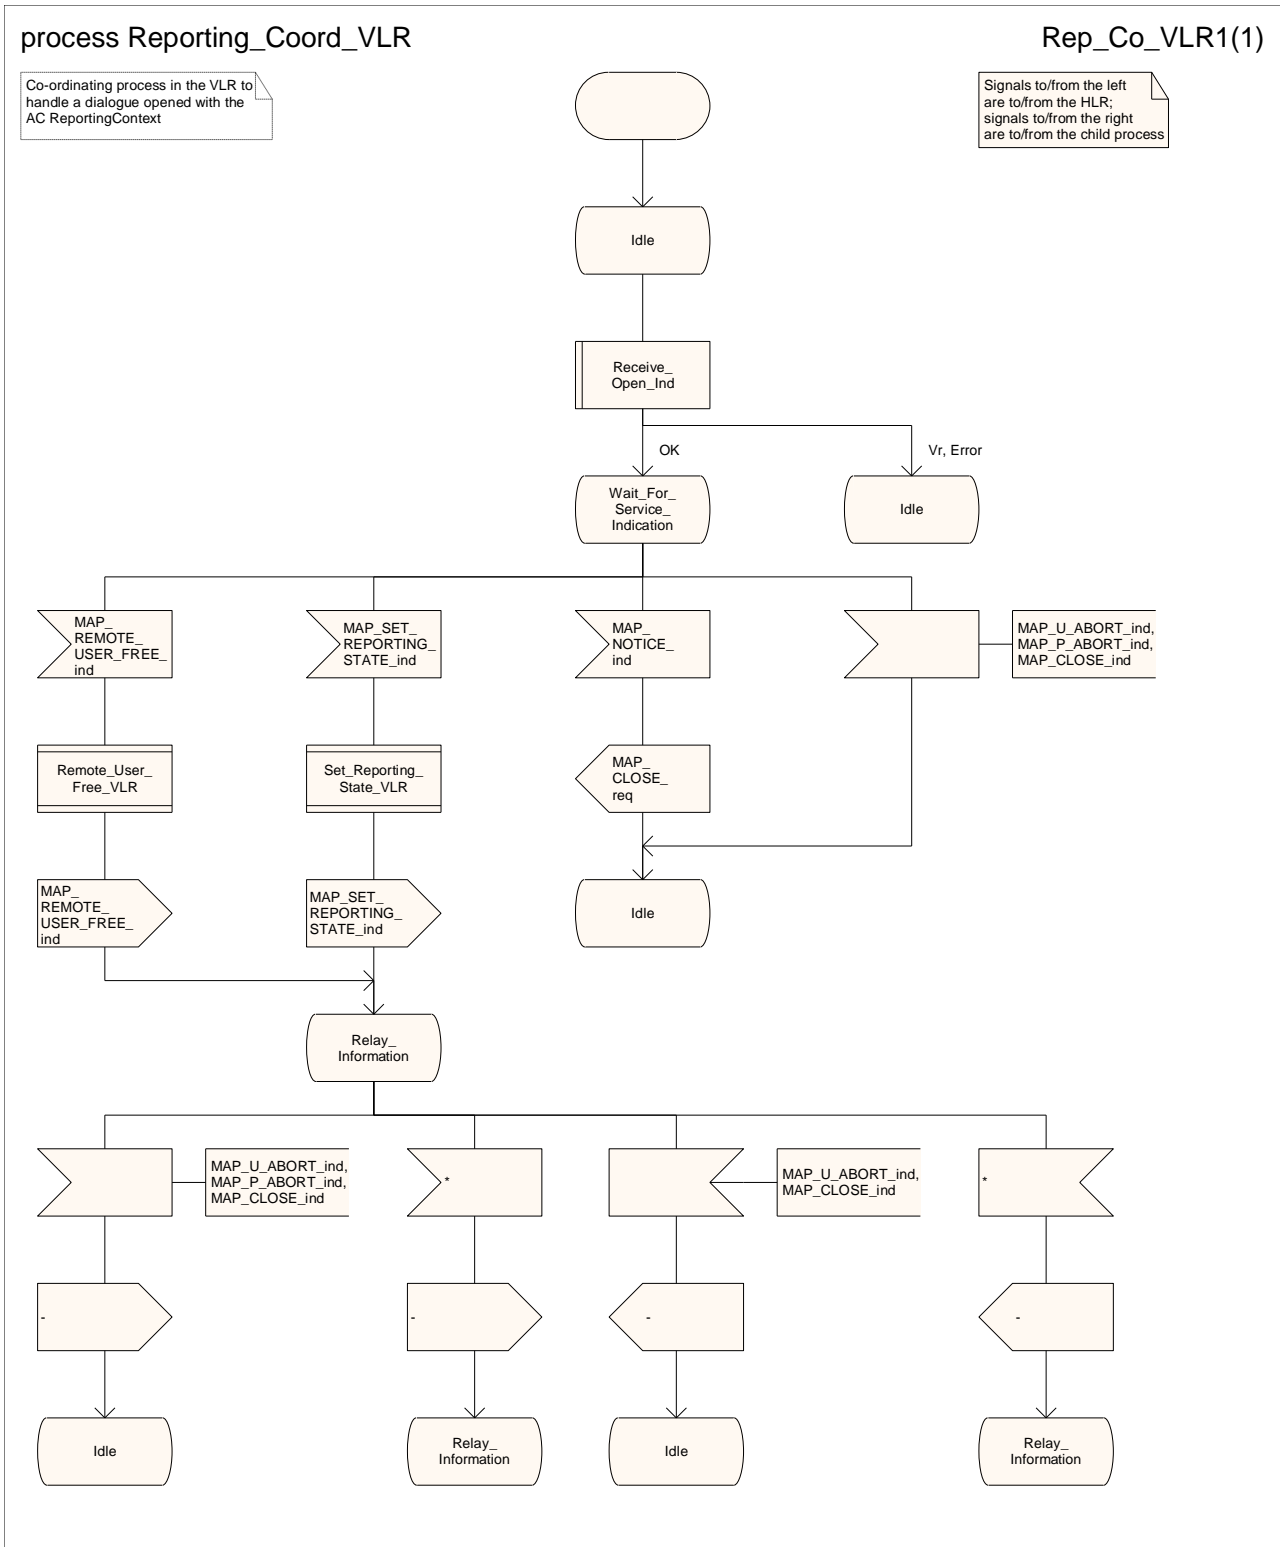 process Reporting_Coord_VLR
Rep_Co_VLR1(1)
Co-ordinating process in the VLR to
handle a dialogue opened with the
AC ReportingContext
Signals to/from the left
are to/from the HLR;
signals to/from the right
are to/from the child process
Idle
Receive_
Open_Ind
OK
Vr, Error
Wait_For_
Service_
Indication
Idle
MAP_
REMOTE_
USER_FREE_
ind
MAP_SET_
REPORTING_
STATE_ind
MAP_
NOTICE_
ind
MAP_U_ABORT_ind,
MAP_P_ABORT_ind,
MAP_CLOSE_ind
Remote_User_
Free_VLR
Set_Reporting_
State_VLR
MAP_
CLOSE_
req
MAP_
REMOTE_
USER_FREE_
ind
MAP_SET_
REPORTING_
STATE_ind
Idle
Relay_
Information
MAP_U_ABORT_ind,
MAP_P_ABORT_ind,
MAP_CLOSE_ind
*
MAP_U_ABORT_ind,
MAP_CLOSE_ind
*
-
-
-
-
Idle
Relay_
Information
Idle
Relay_
Information